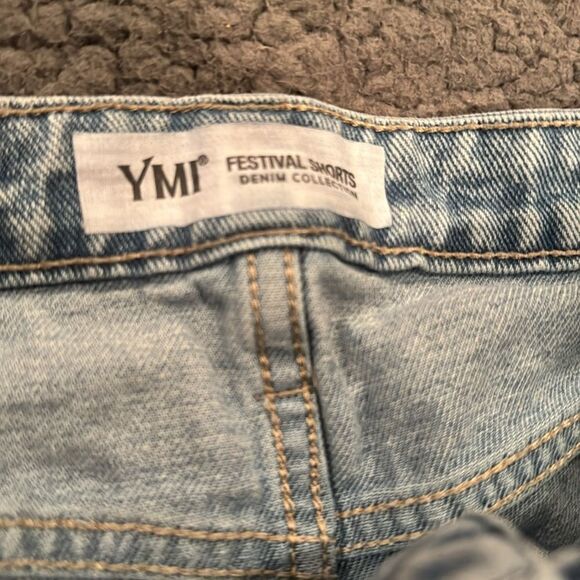 YMI®
FESTIVAL SHORTS
DENIM COLLECTION